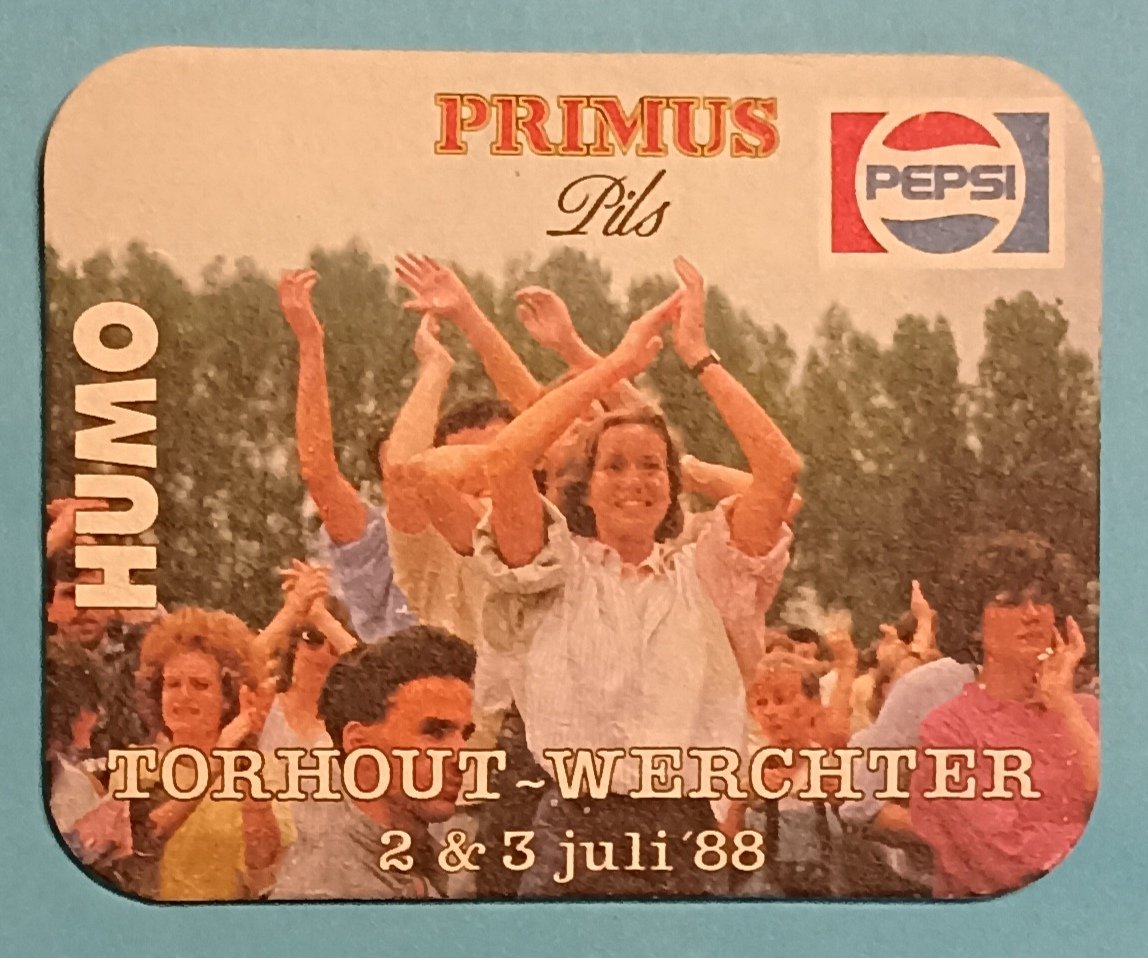 PRIMUS
Pils
PEPSI
HUMO
TORHOUT~WERCHTER
2 & 3 juli '88